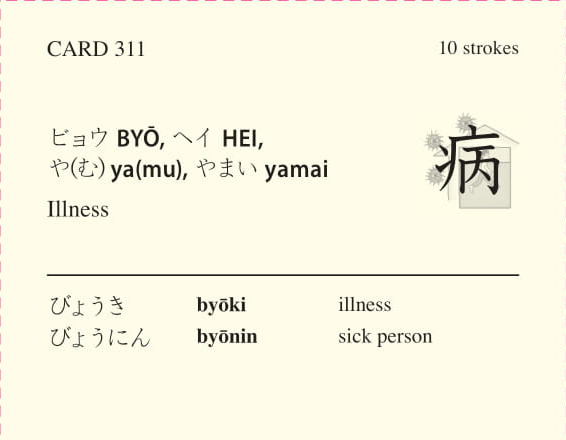 CARD 311
10 strokes
ビョウ BYŌ, ヘイ HEI,
や(む) ya(mu), やまい yamai
病
Illness
びょうき byōki illness
びょうにん byōnin sick person